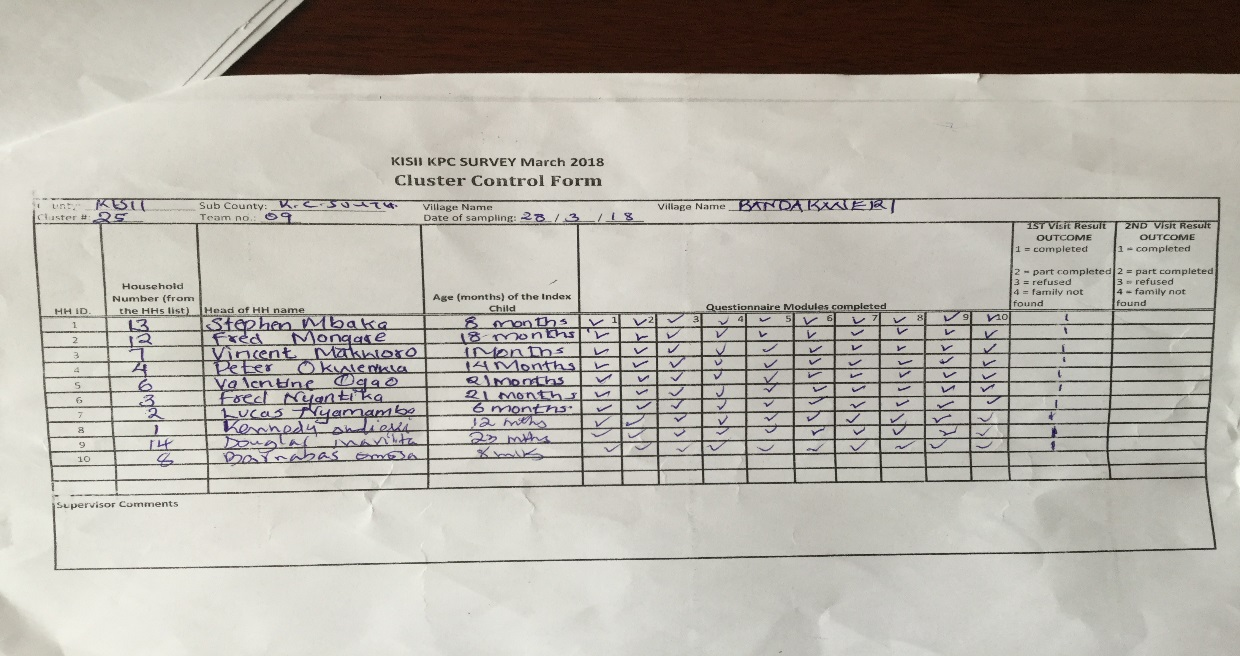 KISII KPC SURVEY March 2018
Cluster Control Form
KISII Sub County: K.C. SOUTH Village Name Village Name BANDAKWERI
Cluster #: 25 Team no.: 09 Date of sampling: 28 / 3 / 18
HH ID. Household Number (from the HHs list) Head of HH name Age (months) of the Index Child Questionnaire Modules completed 1ST Visit Result OUTCOME 1 = completed 2 = part completed 3 = refused 4 = family not found 2ND Visit Result OUTCOME 1 = completed 2 = part completed 3 = refused 4 = family not found
1 13 Stephen Mbaka 8 months ✓ 1 ✓ 2 ✓ 3 ✓ 4 ✓ 5 ✓ 6 ✓ 7 ✓ 8 ✓ 9 ✓ 10 1
2 12 Fred Mongare 18 months ✓ ✓ ✓ ✓ ✓ ✓ ✓ ✓ ✓ ✓ 1
3 7 Vincent 1 Months ✓ ✓ ✓ ✓ ✓ ✓ ✓ ✓ ✓ ✓ 1
4 4 Peter 14 Months ✓ ✓ ✓ ✓ ✓ ✓ ✓ ✓ ✓ ✓ 1
5 6 Valentine Ogao 21 months ✓ ✓ ✓ ✓ ✓ ✓ ✓ ✓ ✓ ✓ 1
6 3 Fred Nyantika 21 Months ✓ ✓ ✓ ✓ ✓ ✓ ✓ ✓ ✓ ✓ 1
7 2 Lucas Nyamambo 6 months ✓ ✓ ✓ ✓ ✓ ✓ ✓ ✓ ✓ ✓ 1
8 1 Kennedy 12 mths ✓ ✓ ✓ ✓ ✓ ✓ ✓ ✓ ✓ ✓ 1
9 14 Douglas mths ✓ ✓ ✓ ✓ ✓ ✓ ✓ ✓ ✓ ✓ 1
10 8 Barnabas Omosa
Supervisor Comments